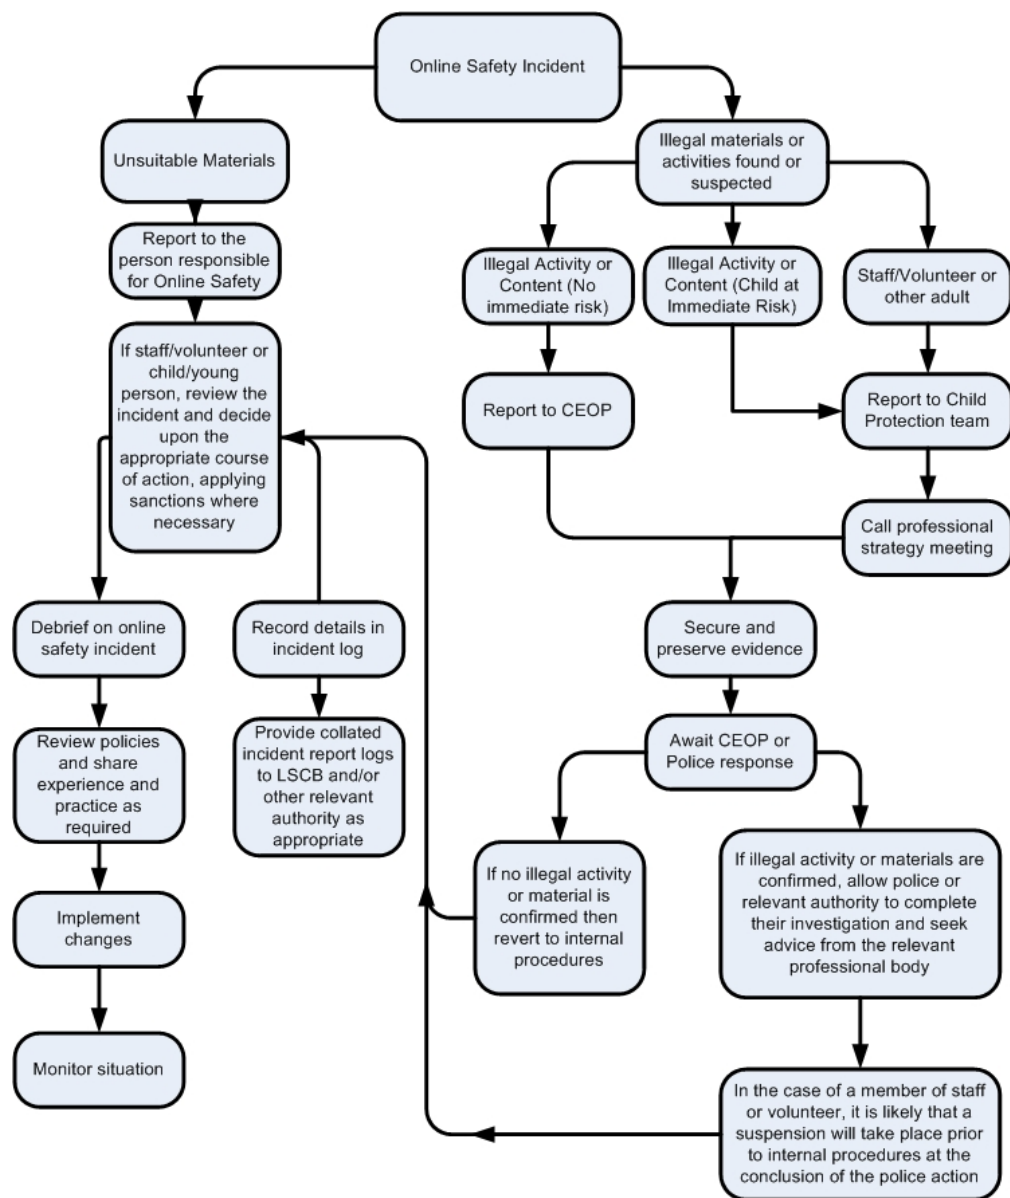 Online Safety Incident
Unsuitable Materials
Report to the
person responsible
for Online Safety
If staff/volunteer or
child/young
person, review the
incident and decide
upon the
appropriate course
of action, applying
sanctions where
necessary
Debrief on online
safety incident
Review policies
and share
experience and
practice as
required
Implement
changes
Monitor situation
Record details in
incident log
Provide collated
incident report logs
to LSCB and/or
other relevant
authority as
appropriate
Illegal materials or
activities found or
suspected
Illegal Activity or
Content (No
immediate risk)
Illegal Activity or
Content (Child at
Immediate Risk)
Staff/Volunteer or
other adult
Report to CEOP
Report to Child
Protection team
Call professional
strategy meeting
Secure and
preserve evidence
Await CEOP or
Police response
If no illegal activity
or material is
confirmed then
revert to internal
procedures
If illegal activity or materials are
confirmed, allow police or
relevant authority to complete
their investigation and seek
advice from the relevant
professional body
In the case of a member of staff
or volunteer, it is likely that a
suspension will take place prior
to internal procedures at the
conclusion of the police action